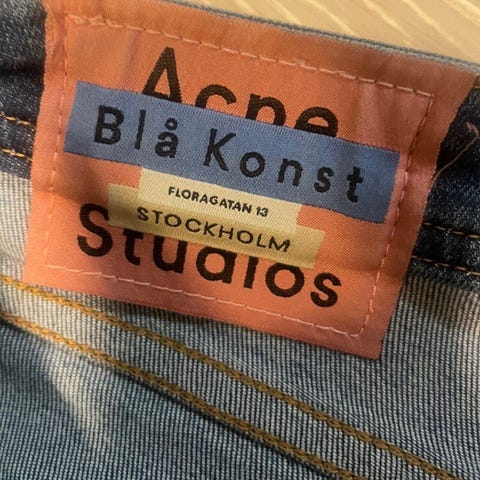 Acne
Blå Konst
FLORAGATAN 13
STOCKHOLM
Studios